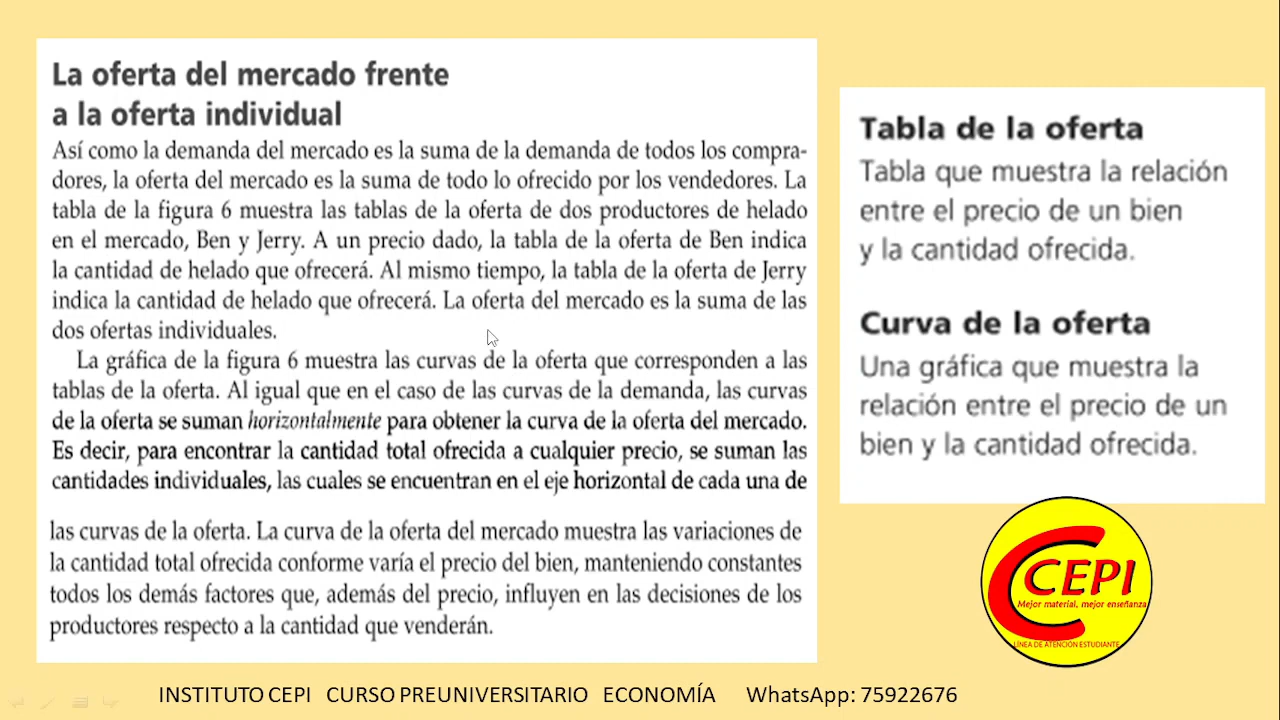 La oferta del mercado frente
a la oferta individual
Así como la demanda del mercado es la suma de la demanda de todos los compra-
dores, la oferta del mercado es la suma de todo lo ofrecido por los vendedores. La
tabla de la figura 6 muestra las tablas de la oferta de dos productores de helado
en el mercado, Ben y Jerry. A un precio dado, la tabla de la oferta de Ben indica
la cantidad de helado que ofrecerá. Al mismo tiempo, la tabla de la oferta de Jerry
indica la cantidad de helado que ofrecerá. La oferta del mercado es la suma de las
dos ofertas individuales.
La gráfica de la figura 6 muestra las curvas de la oferta que corresponden a las
tablas de la oferta. Al igual que en el caso de las curvas de la demanda, las curvas
de la oferta se suman horizontalmente para obtener la curva de la oferta del mercado.
Es decir, para encontrar la cantidad total ofrecida a cualquier precio, se suman las
cantidades individuales, las cuales se encuentran en el eje horizontal de cada una de
las curvas de la oferta. La curva de la oferta del mercado muestra las variaciones de
la cantidad total ofrecida conforme varía el precio del bien, manteniendo constantes
todos los demás factores que, además del precio, influyen en las decisiones de los
productores respecto a la cantidad que venderán.
Tabla de la oferta
Tabla que muestra la relación
entre el precio de un bien
y la cantidad ofrecida.
Curva de la oferta
Una gráfica que muestra la
relación entre el precio de un
bien y la cantidad ofrecida.
CEPI
Mejor material, mejor enseñanza
LÍNEA DE ATENCIÓN ESTUDIANTE
INSTITUTO CEPI CURSO PREUNIVERSITARIO ECONOMÍA WhatsApp: 75922676